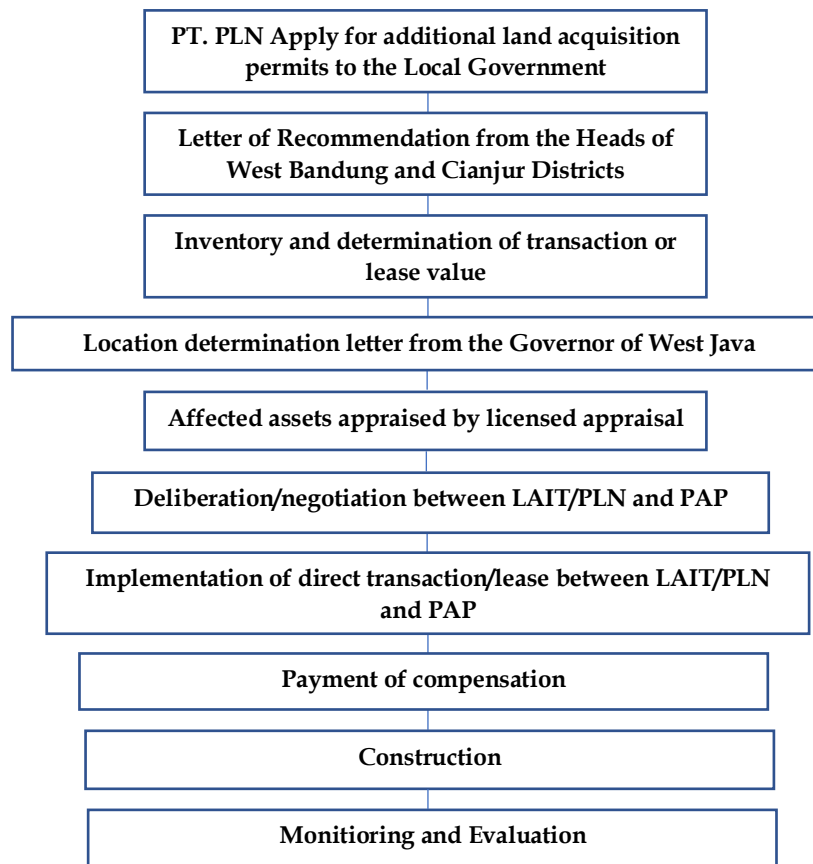 PT. PLN Apply for additional land acquisition
permits to the Local Government
Letter of Recommendation from the Heads of
West Bandung and Cianjur Districts
Inventory and determination of transaction or
lease value
Location determination letter from the Governor of West Java
Affected assets appraised by licensed appraisal
Deliberation/negotiation between LAIT/PLN and PAP
Implementation of direct transaction/lease between LAIT/PLN
and PAP
Payment of compensation
Construction
Monitioring and Evaluation